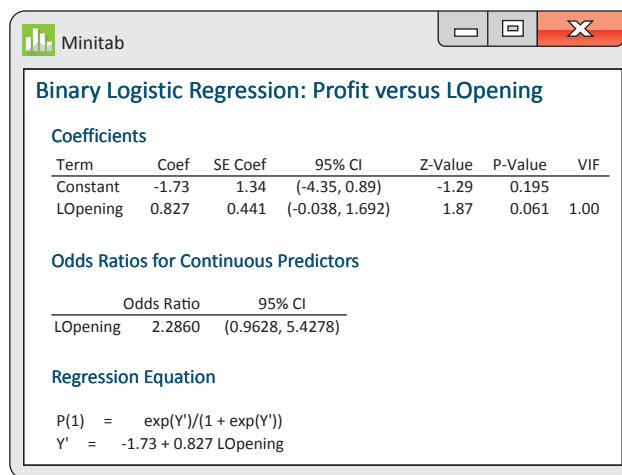 Minitab
Binary Logistic Regression: Profit versus LOpening
Coefficients
Term Coef SE Coef 95% CI Z-Value P-Value VIF
Constant -1.73 1.34 (-4.35, 0.89) -1.29 0.195
LOpening 0.827 0.441 (-0.038, 1.692) 1.87 0.061 1.00
Odds Ratios for Continuous Predictors
Odds Ratio 95% CI
LOpening 2.2860 (0.9628, 5.4278)
Regression Equation
P(1) = exp(Y')/(1 + exp(Y'))
Y' = -1.73 + 0.827 LOpening